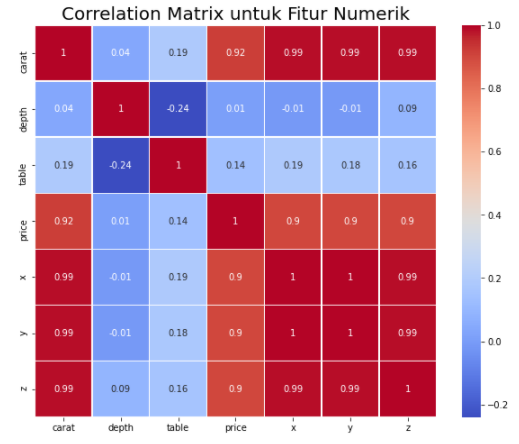 Correlation Matrix untuk Fitur Numerik
carat 1 0.04 0.19 0.92 0.99 0.99 0.99
depth 0.04 1 -0.24 0.01 -0.01 -0.01 0.09
table 0.19 -0.24 1 0.14 0.19 0.18 0.16
price 0.92 0.01 0.14 1 0.9 0.9 0.9
x 0.99 -0.01 0.19 0.9 1 1 0.99
y 0.99 -0.01 0.18 0.9 1 1 0.99
z 0.99 0.09 0.16 0.9 0.99 0.99 1
carat depth table price x y z
1.0
0.8
0.6
0.4
0.2
0.0
-0.2